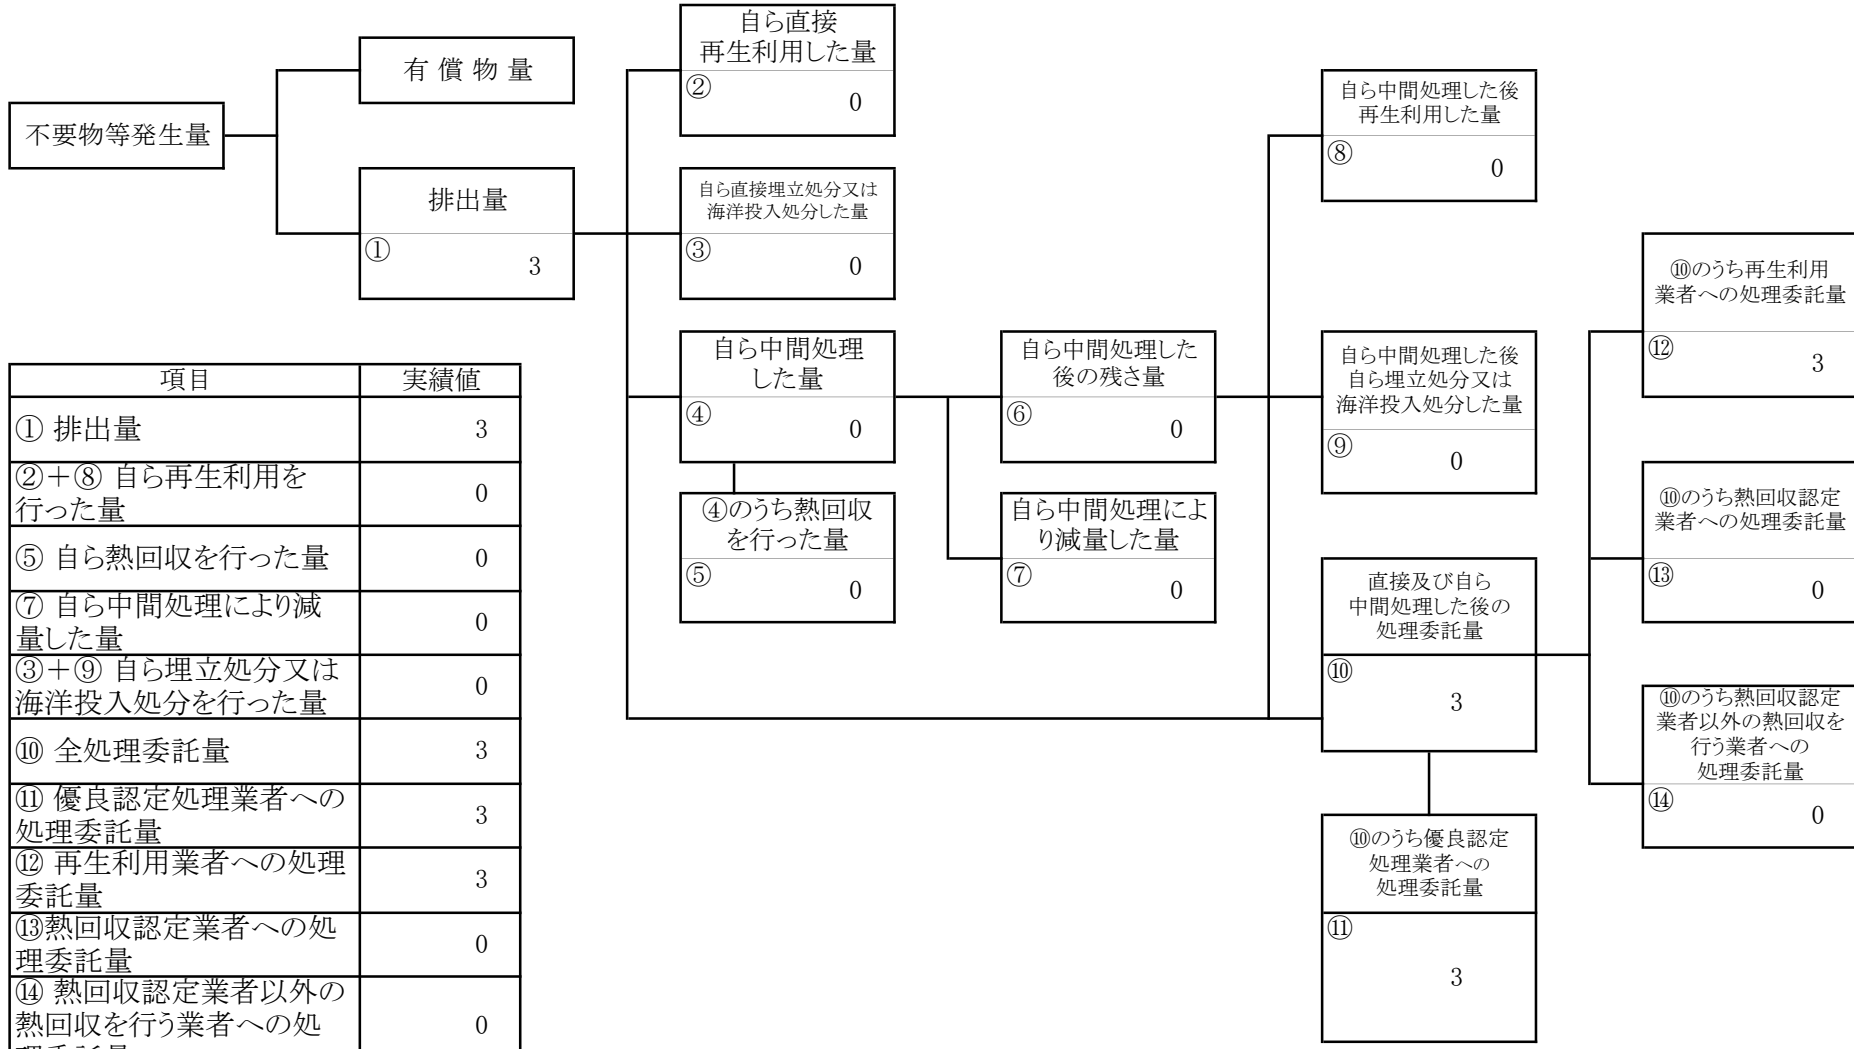 不要物等発生量
有 償 物 量
排出量
①
3
自ら直接
再生利用した量
②
0
自ら直接埋立処分又は
海洋投入処分した量
③
0
自ら中間処理
した量
④
0
④のうち熱回収
を行った量
⑤
0
自ら中間処理した
後の残さ量
⑥
0
自ら中間処理によ
り減量した量
⑦
0
自ら中間処理した後
再生利用した量
⑧
0
自ら中間処理した後
自ら埋立処分又は
海洋投入処分した量
⑨
0
直接及び自ら
中間処理した後の
処理委託量
⑩
3
⑩のうち優良認定
処理業者への
処理委託量
⑪
3
⑩のうち再生利用
業者への処理委託量
⑫
3
⑩のうち熱回収認定
業者への処理委託量
⑬
0
⑩のうち熱回収認定
業者以外の熱回収を
行う業者への
処理委託量
⑭
0
項目 実績値
① 排出量 3
②＋⑧ 自ら再生利用を
行った量 0
⑤ 自ら熱回収を行った量 0
⑦ 自ら中間処理により減
量した量 0
③＋⑨ 自ら埋立処分又は
海洋投入処分を行った量 0
⑩ 全処理委託量 3
⑪ 優良認定処理業者への
処理委託量 3
⑫ 再生利用業者への処理
委託量 3
⑬熱回収認定業者への処
理委託量 0
⑭ 熱回収認定業者以外の
熱回収を行う業者への処 0